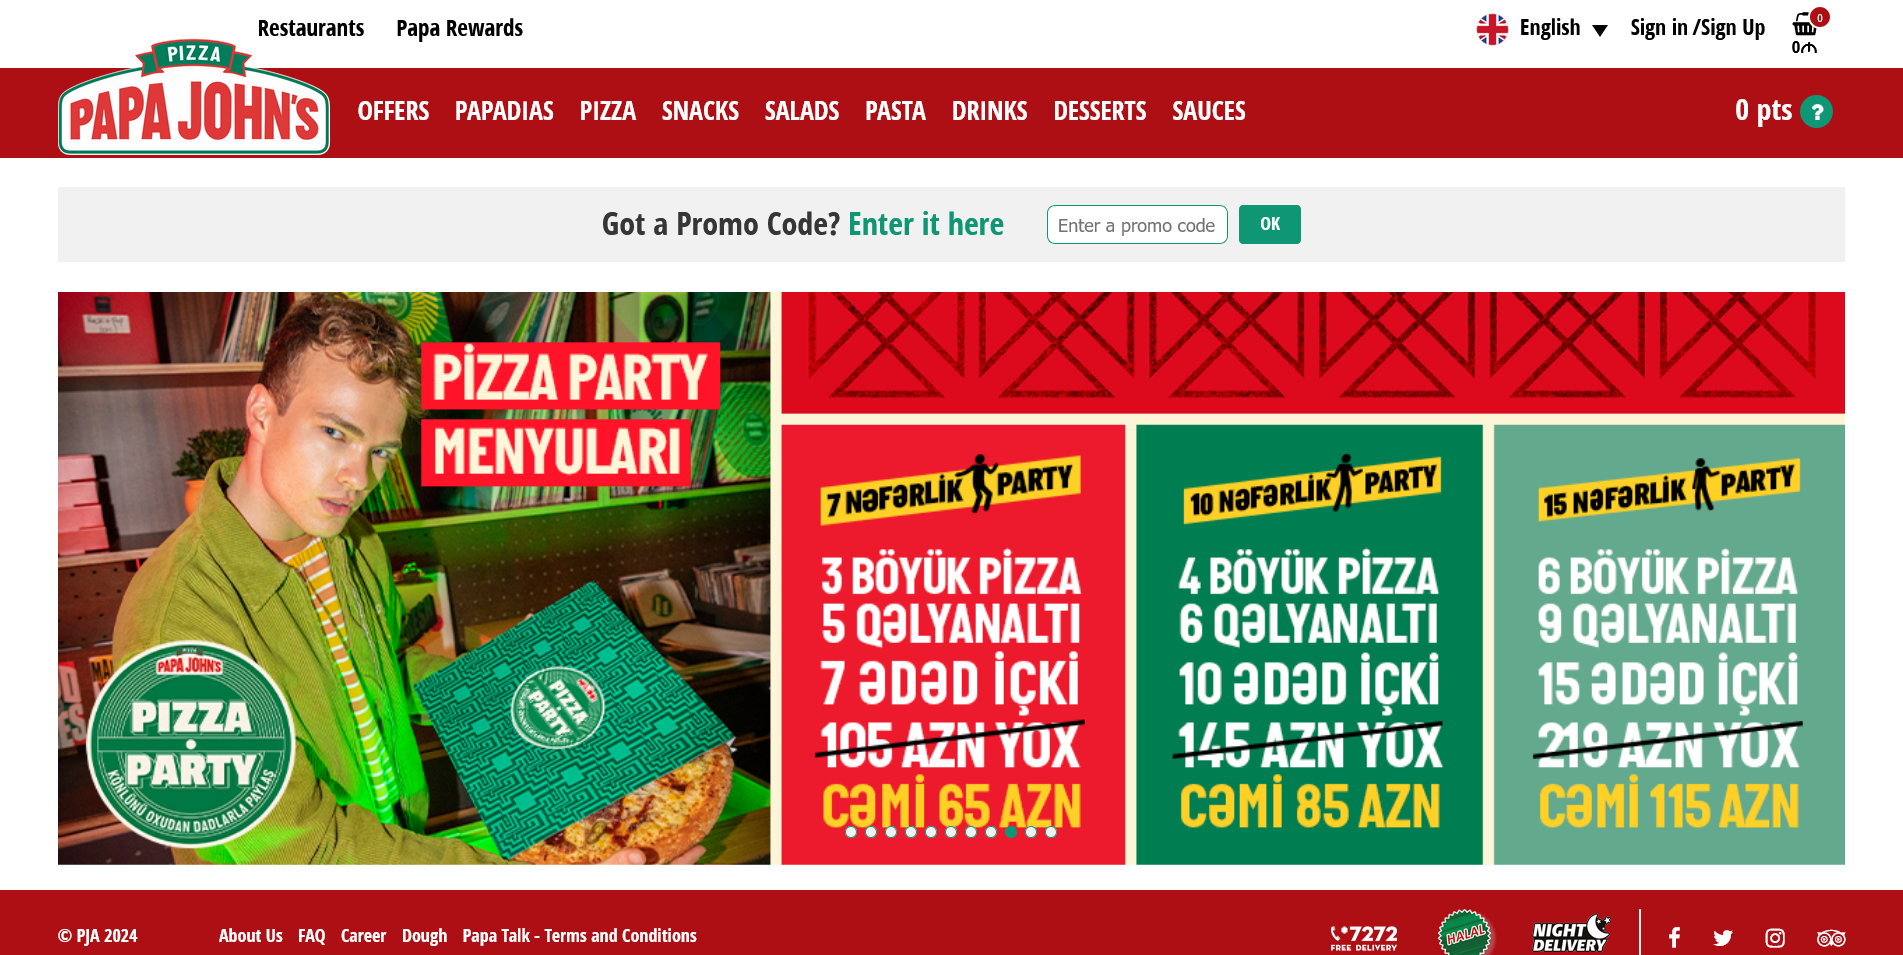 Restaurants Papa Rewards
English Sign in /Sign Up 0
0₼
PIZZA
PAPA JOHN'S
OFFERS PAPADIAS PIZZA SNACKS SALADS PASTA DRINKS DESSERTS SAUCES
0 pts ?
Got a Promo Code? Enter it here Enter a promo code OK
PİZZA PARTY
MENYULARI
PIZZA
PAPA JOHN'S
PIZZA
PARTY
KÖNLÜNÜ OXUDAN DADLARLA PAYLAŞ
PIZZA
PARTY
7 NƏFƏRLİK PARTY
3 BÖYÜK PİZZA
5 QƏLYANALTI
7 ƏDƏD İÇKİ
105 AZN YOX
CƏMİ 65 AZN
10 NƏFƏRLİK PARTY
4 BÖYÜK PİZZA
6 QƏLYANALTI
10 ƏDƏD İÇKİ
145 AZN YOX
CƏMİ 85 AZN
15 NƏFƏRLİK PARTY
6 BÖYÜK PİZZA
9 QƏLYANALTI
15 ƏDƏD İÇKİ
219 AZN YOX
CƏMİ 115 AZN
© PJA 2024 About Us FAQ Career Dough Papa Talk - Terms and Conditions
*7272
FREE DELIVERY
HALAL
NIGHT
DELIVERY